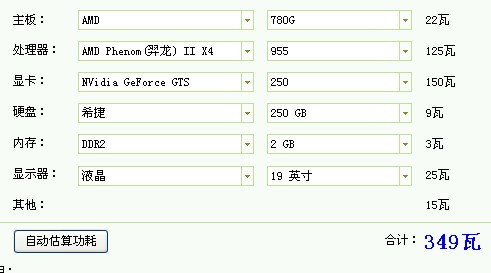 主板： AMD 780G 22瓦
处理器： AMD Phenom(羿龙) II X4 955 125瓦
显卡： NVidia GeForce GTS 250 150瓦
硬盘： 希捷 250 GB 9瓦
内存： DDR2 2 GB 3瓦
显示器： 液晶 19 英寸 25瓦
其他： 15瓦
自动估算功耗 合计： 349瓦